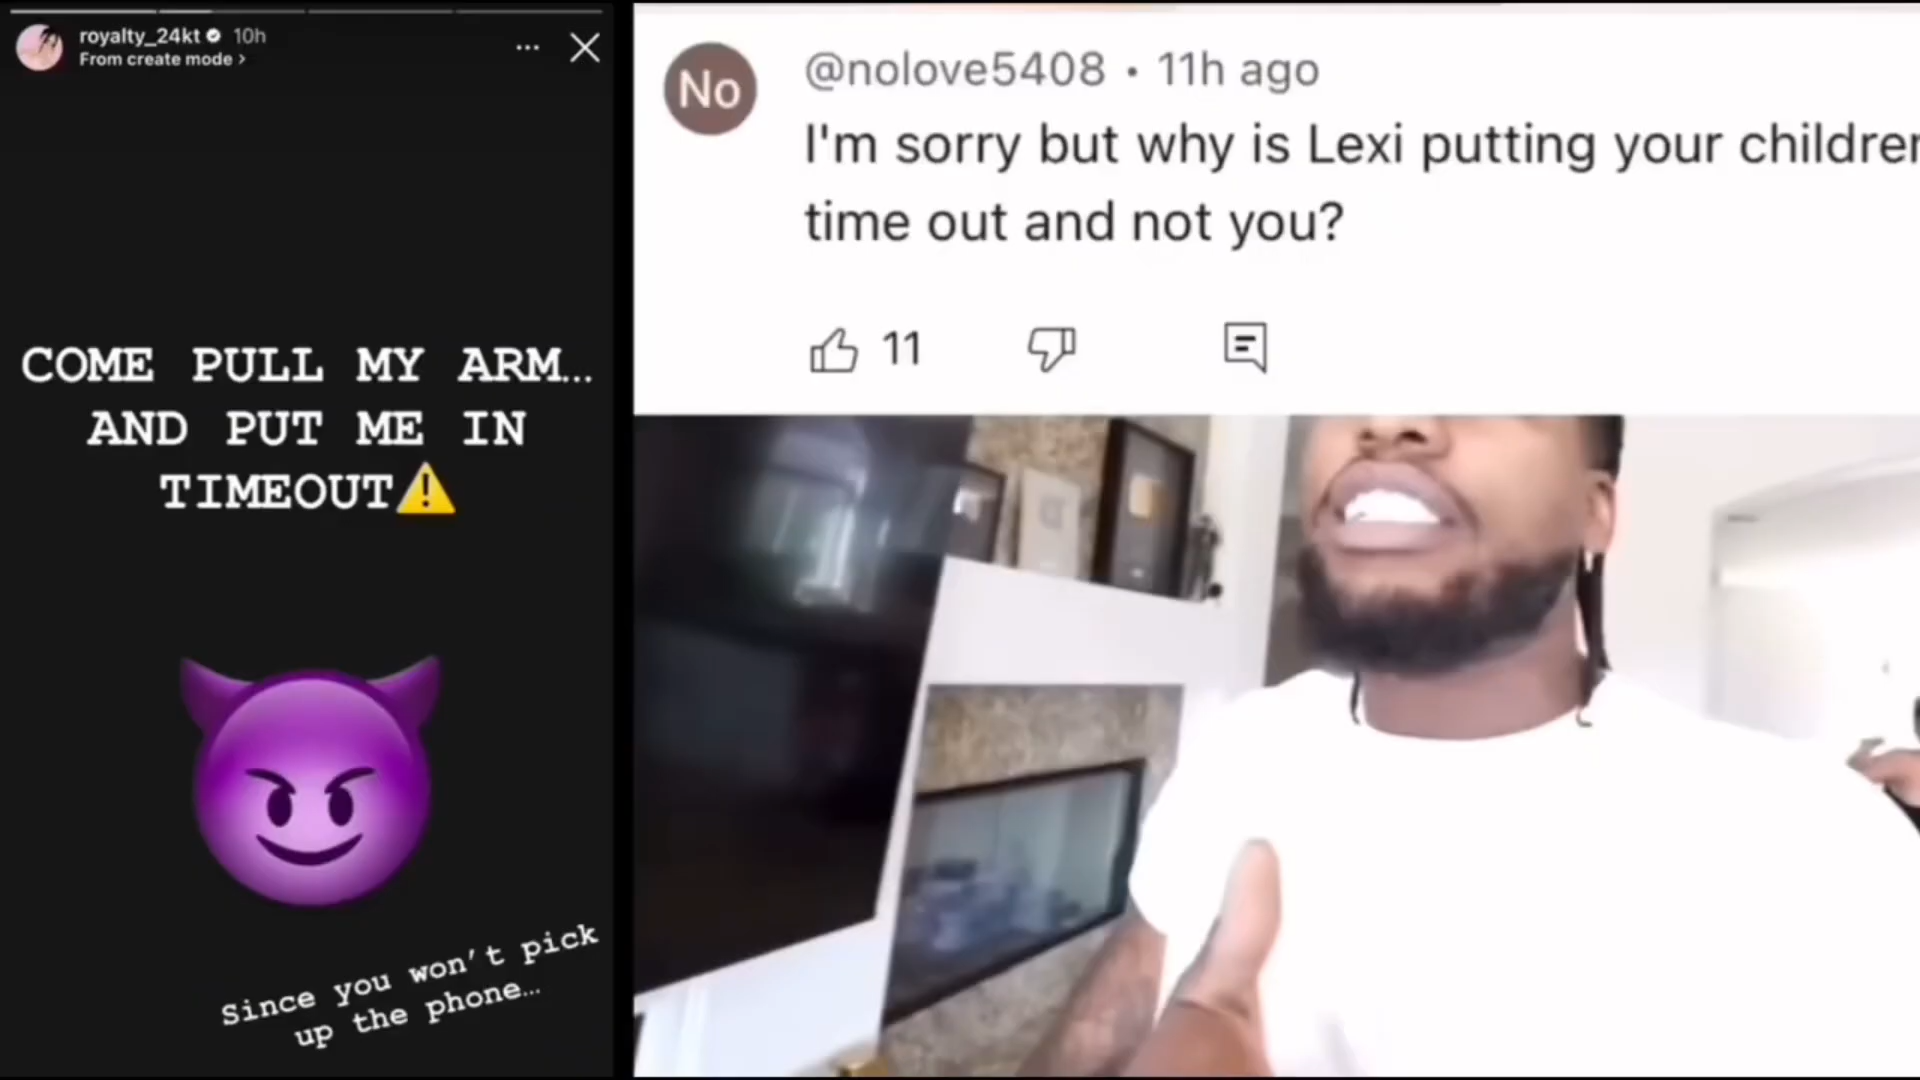 royalty_24kt 10h
From create mode >
COME PULL MY ARM...
AND PUT ME IN
TIMEOUT⚠️
Since you won't pick
up the phone...
No
@nolove5408 • 11h ago
I'm sorry but why is Lexi putting your
time out and not you?
11